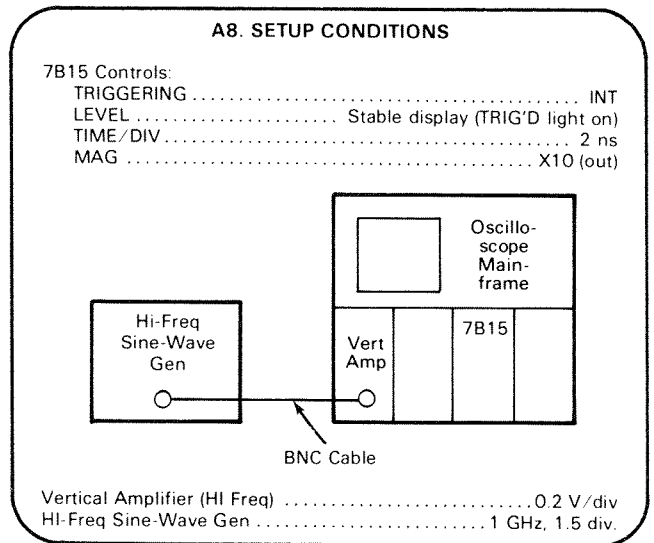 A8. SETUP CONDITIONS
7B15 Controls:
TRIGGERING ................................................ INT
LEVEL ...................... Stable display (TRIG'D light on)
TIME/DIV ................................................ 2 ns
MAG ................................................ X10 (out)
Oscillo-
scope
Main-
frame
Hi-Freq
Sine-Wave
Gen
Vert
Amp
7B15
BNC Cable
Vertical Amplifier (HI Freq) .............................0.2 V/div
HI-Freq Sine-Wave Gen ..........................1 GHz, 1.5 div.